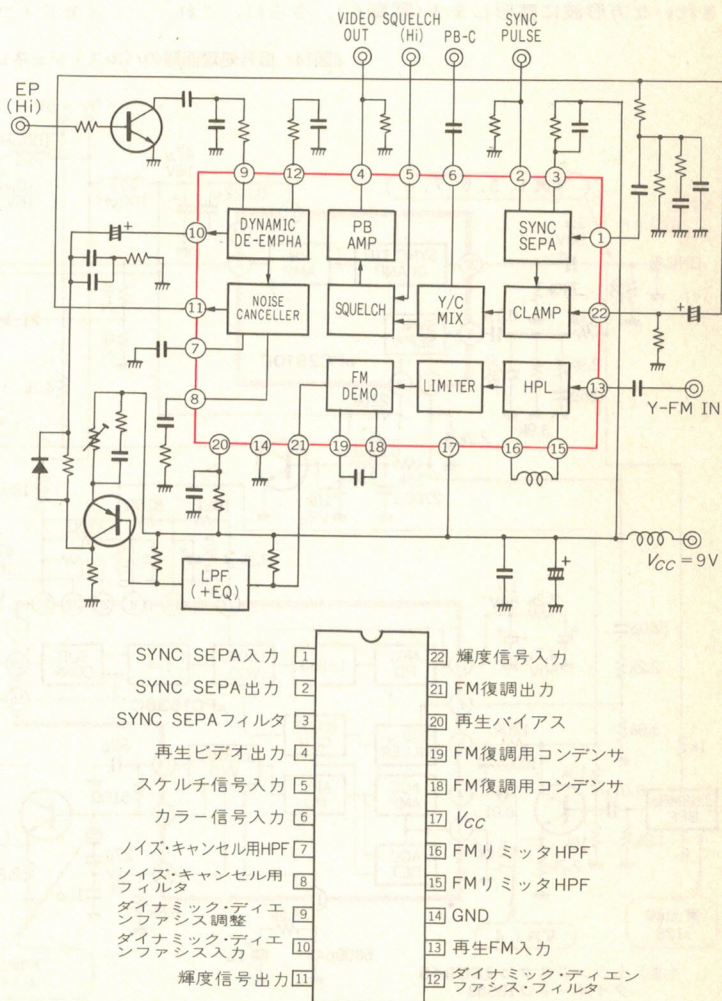 VIDEO OUT
SQUELCH (Hi)
PB-C
SYNC PULSE
EP (Hi)
9
12
4
5
6
2
3
10
DYNAMIC DE-EMPHA
PB AMP
SYNC SEPA
1
11
NOISE CANCELLER
SQUELCH
Y/C MIX
CLAMP
22
7
8
FM DEMO
LIMITER
HPL
13
Y-FM IN
20
14
21
19
18
17
16
15
LPF (+EQ)
VCC=9V
SYNC SEPA入力 1
SYNC SEPA出力 2
SYNC SEPAフィルタ 3
再生ビデオ出力 4
スケルチ信号入力 5
カラー信号入力 6
ノイズ・キャンセル用HPF 7
ノイズ・キャンセル用
フィルタ 8
ダイナミック・ディエ
ンファシス調整 9
ダイナミック・ディエ
ンファシス入力 10
輝度信号出力 11
22 輝度信号入力
21 FM復調出力
20 再生バイアス
19 FM復調用コンデンサ
18 FM復調用コンデンサ
17 VCC
16 FMリミッタHPF
15 FMリミッタHPF
14 GND
13 再生FM入力
12 ダイナミック・ディエン
ファシス・フィルタ